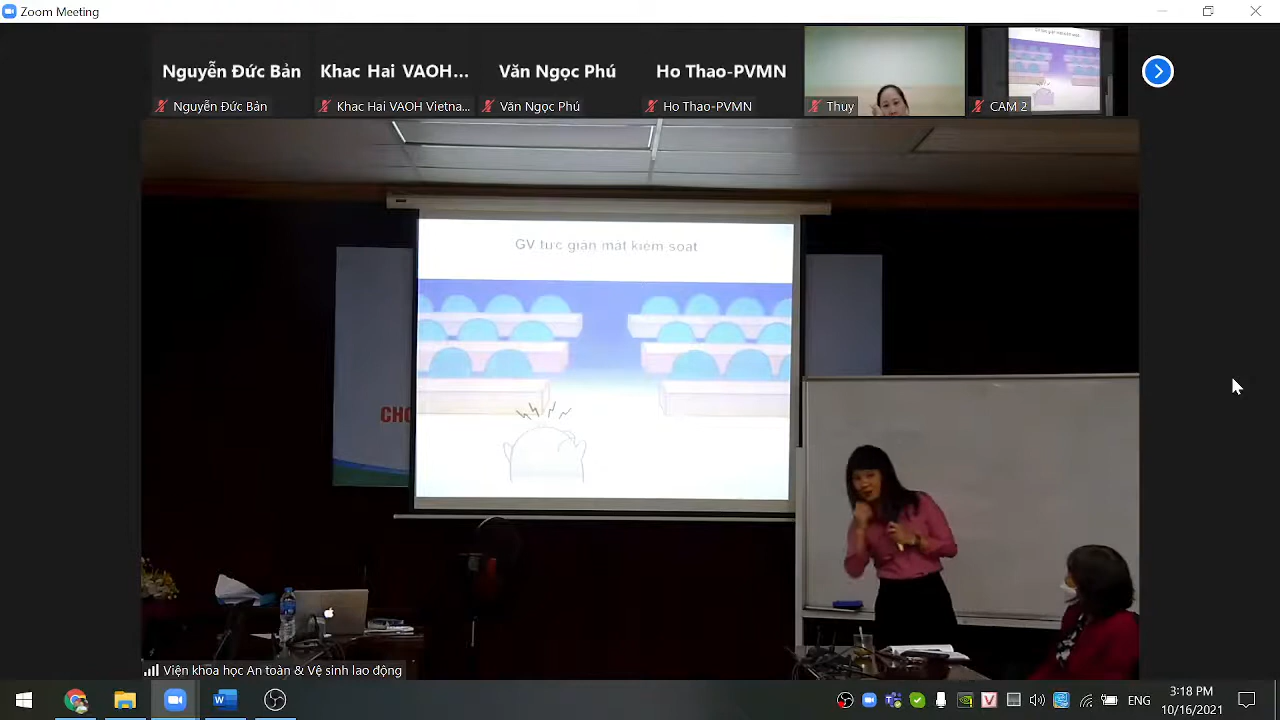 Zoom Meeting
Nguyễn Đức Bản
Khac Hai VAOH...
Văn Ngọc Phú
Ho Thao-PVMN
Nguyễn Đức Bản
Khac Hai VAOH Vietna...
Văn Ngọc Phú
Ho Thao-PVMN
Thuy
CAM 2
GV tức giận mất kiểm soát
CHO
Viện khoa học An toàn & Vệ sinh lao động
ENG
3:18 PM
10/16/2021